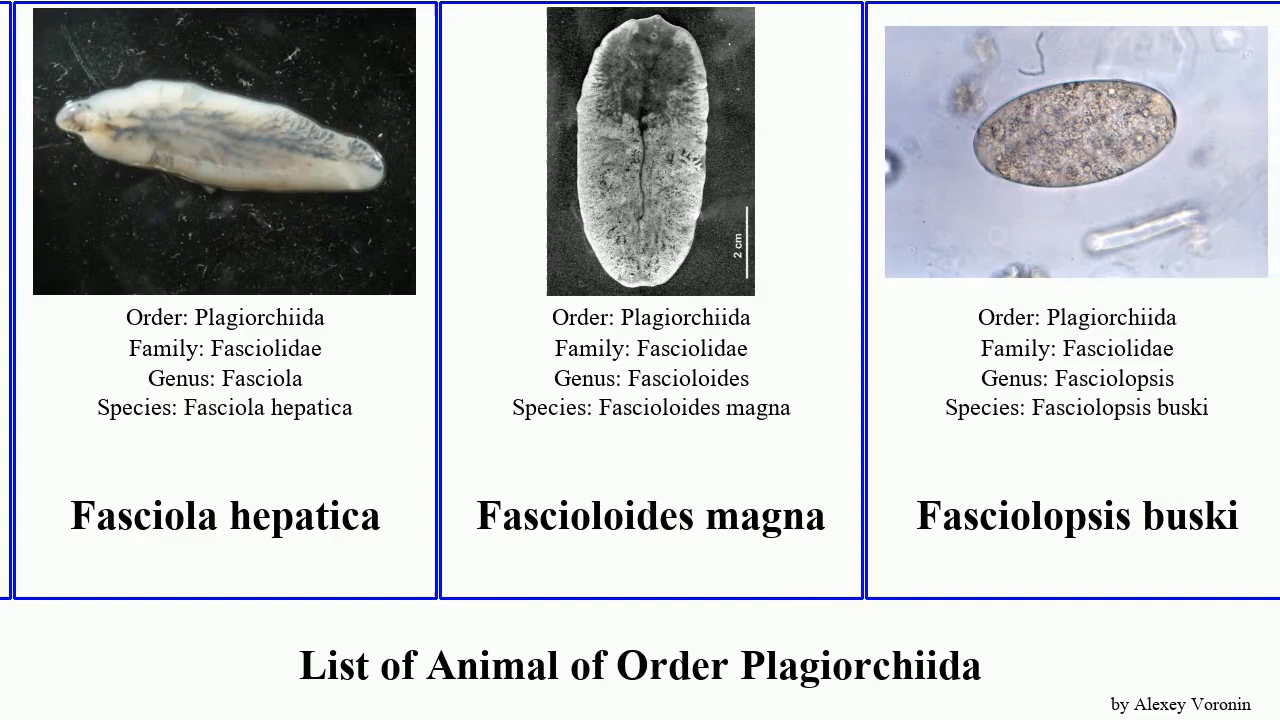 2 cm
Order: Plagiorchiida
Family: Fasciolidae
Genus: Fasciola
Species: Fasciola hepatica
Fasciola hepatica
Order: Plagiorchiida
Family: Fasciolidae
Genus: Fascioloides
Species: Fascioloides magna
Fascioloides magna
Order: Plagiorchiida
Family: Fasciolidae
Genus: Fasciolopsis
Species: Fasciolopsis buski
Fasciolopsis buski
List of Animal of Order Plagiorchiida
by Alexey Voronin